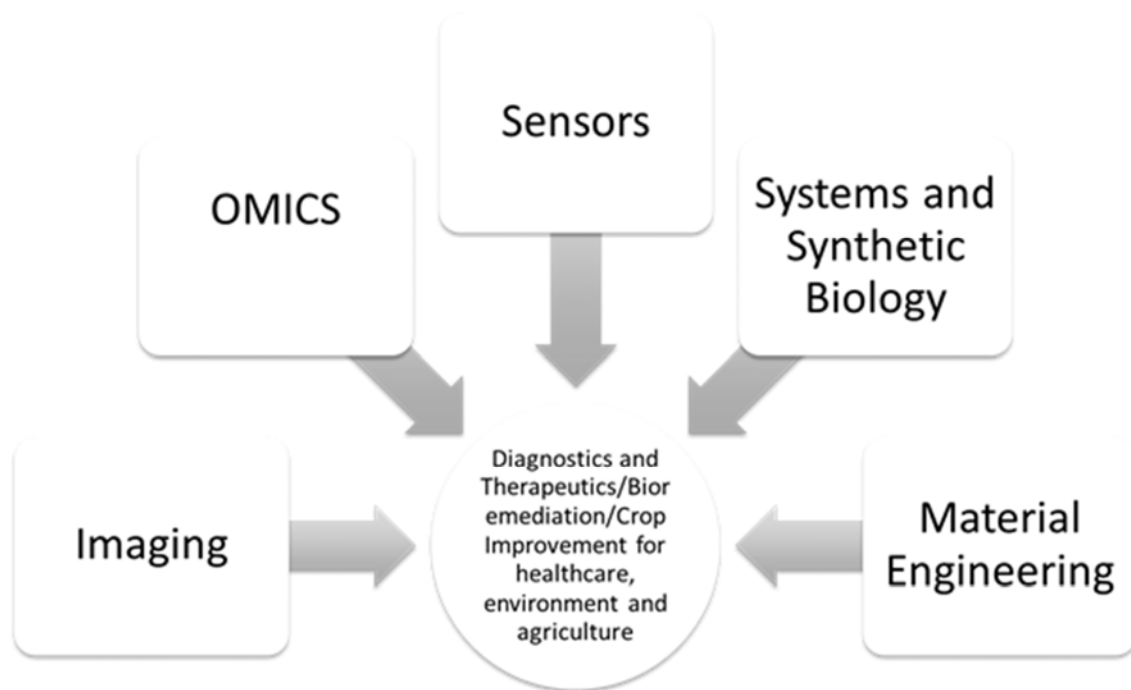 Sensors
OMICS
Systems and
Synthetic
Biology
Imaging
Diagnostics and
Therapeutics/Bior
emediation/Crop
Improvement for
healthcare,
environment and
agriculture
Material
Engineering